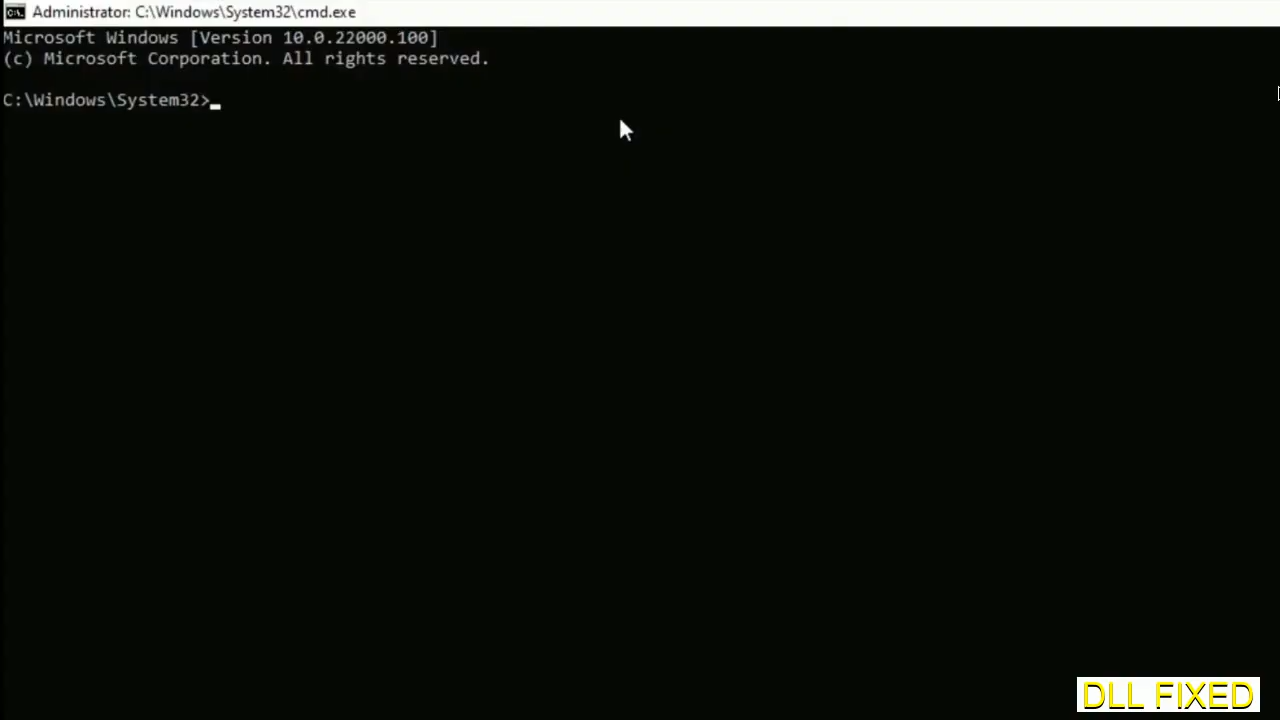 Administrator: C:\Windows\System32\cmd.exe
Microsoft Windows [Version 10.0.22000.100]
(c) Microsoft Corporation. All rights reserved.
C:\Windows\System32>
DLL FIXED